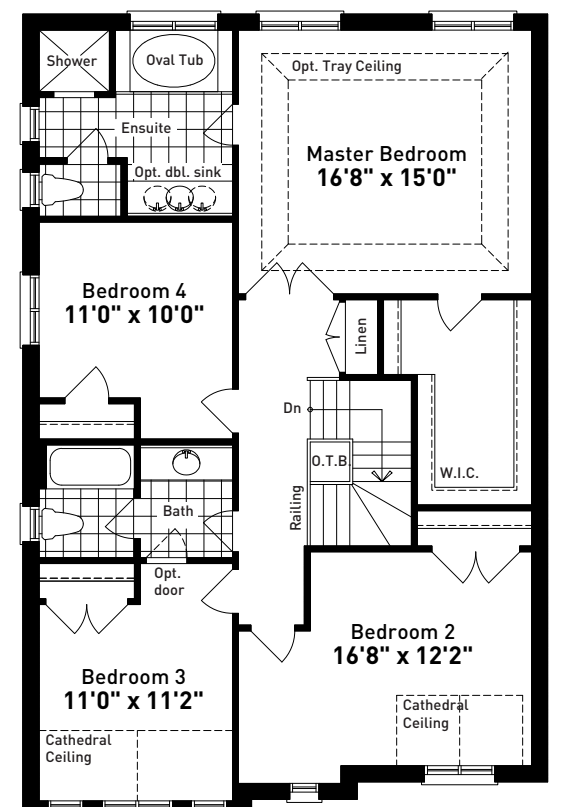 Shower
Oval Tub
Opt. Tray Ceiling
Ensuite
Master Bedroom
16'8" x 15'0"
Opt. dbl. sink
Bedroom 4
11'0" x 10'0"
Linen
Dn
O.T.B.
W.I.C.
Railing
Bath
Opt.
door
Bedroom 2
16'8" x 12'2"
Bedroom 3
11'0" x 11'2"
Cathedral
Ceiling
Cathedral
Ceiling